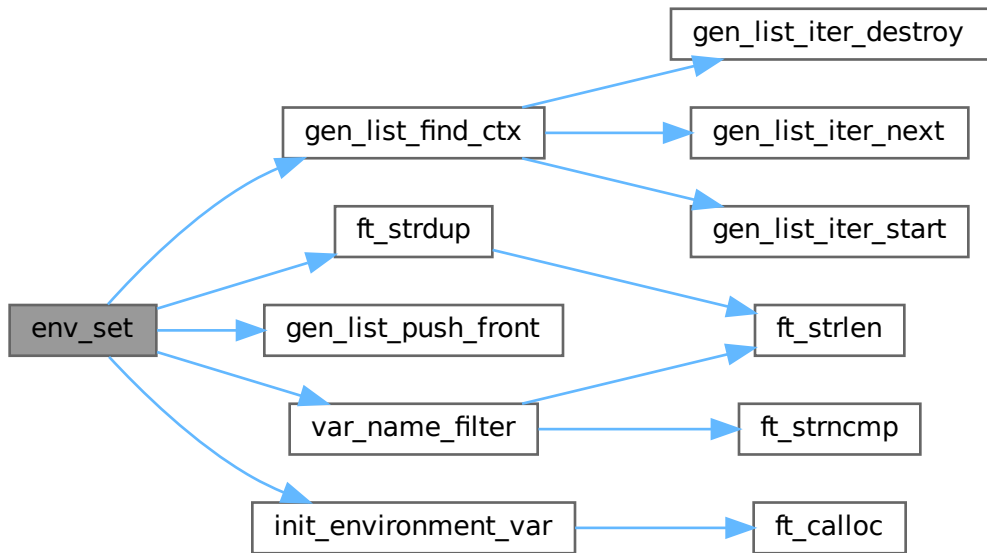 gen_list_iter_destroy
gen_list_find_ctx
gen_list_iter_next
ft_strdup
gen_list_iter_start
env_set
gen_list_push_front
ft_strlen
var_name_filter
ft_strncmp
init_environment_var
ft_calloc